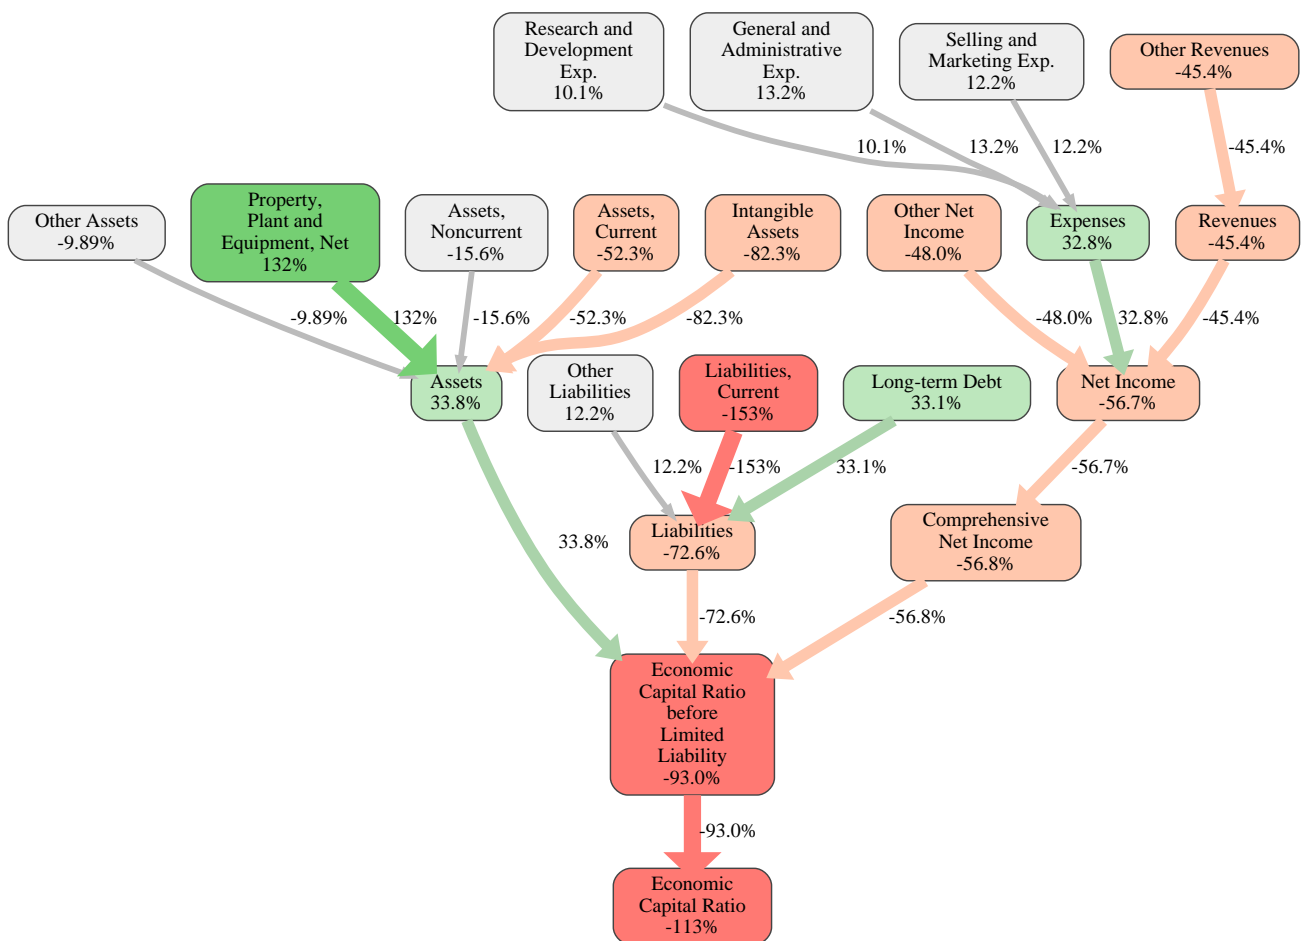 Research and
Development
Exp.
10.1%
General and
Administrative
Exp.
13.2%
Selling and
Marketing Exp.
12.2%
Other Revenues
-45.4%
10.1%
13.2%
12.2%
-45.4%
Other Assets
-9.89%
Property,
Plant and
Equipment, Net
132%
Assets,
Noncurrent
-15.6%
Assets,
Current
-52.3%
Intangible
Assets
-82.3%
Other Net
Income
-48.0%
Expenses
32.8%
Revenues
-45.4%
-9.89%
132%
-15.6%
-52.3%
-82.3%
-48.0%
32.8%
-45.4%
Assets
33.8%
Other
Liabilities
12.2%
Liabilities,
Current
-153%
Long-term Debt
33.1%
Net Income
-56.7%
12.2%
-153%
33.1%
-56.7%
33.8%
Liabilities
-72.6%
Comprehensive
Net Income
-56.8%
-72.6%
-56.8%
Economic
Capital Ratio
before
Limited
Liability
-93.0%
-93.0%
Economic
Capital Ratio
-113%